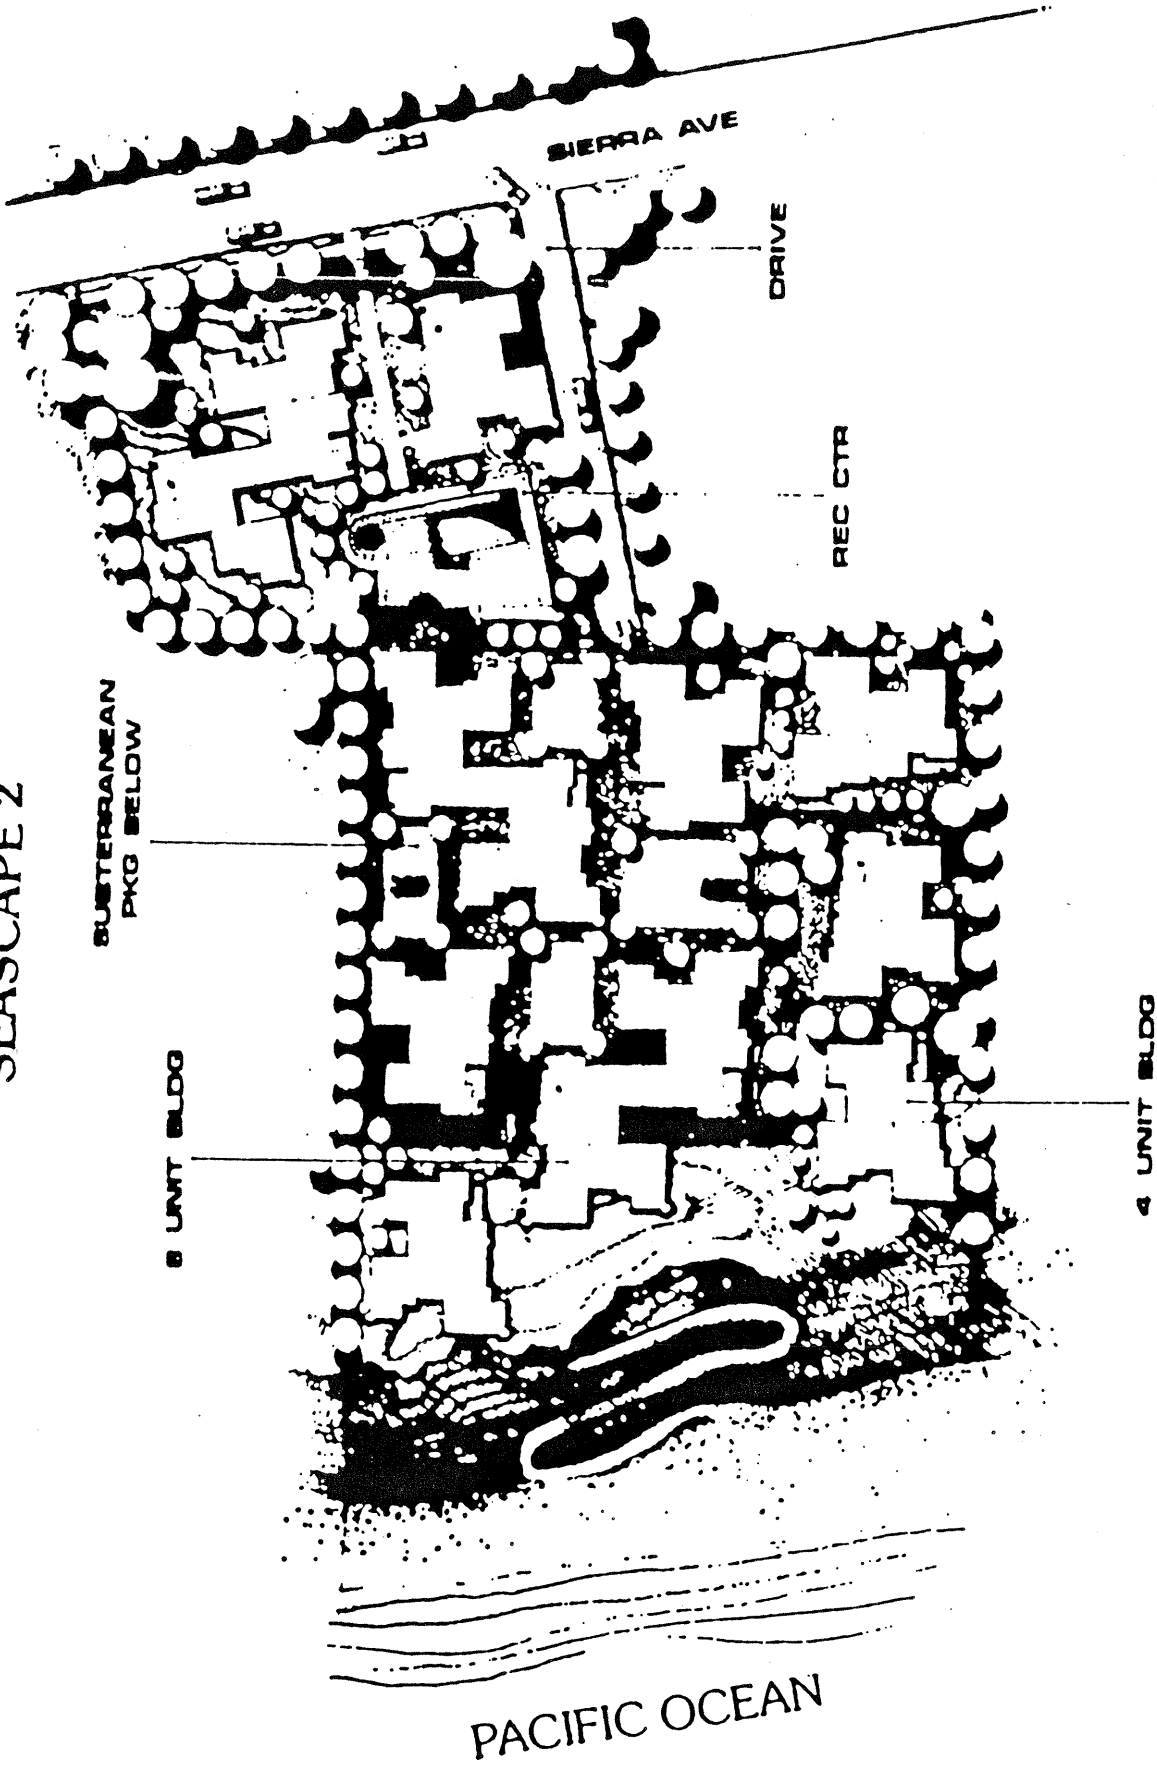 SIERRA AVE
DRIVE
REC CTR
SUBTERRANEAN
PKG BELOW
SEASCAPE 2
8 UNIT BLDG
4 UNIT BLDG
PACIFIC OCEAN